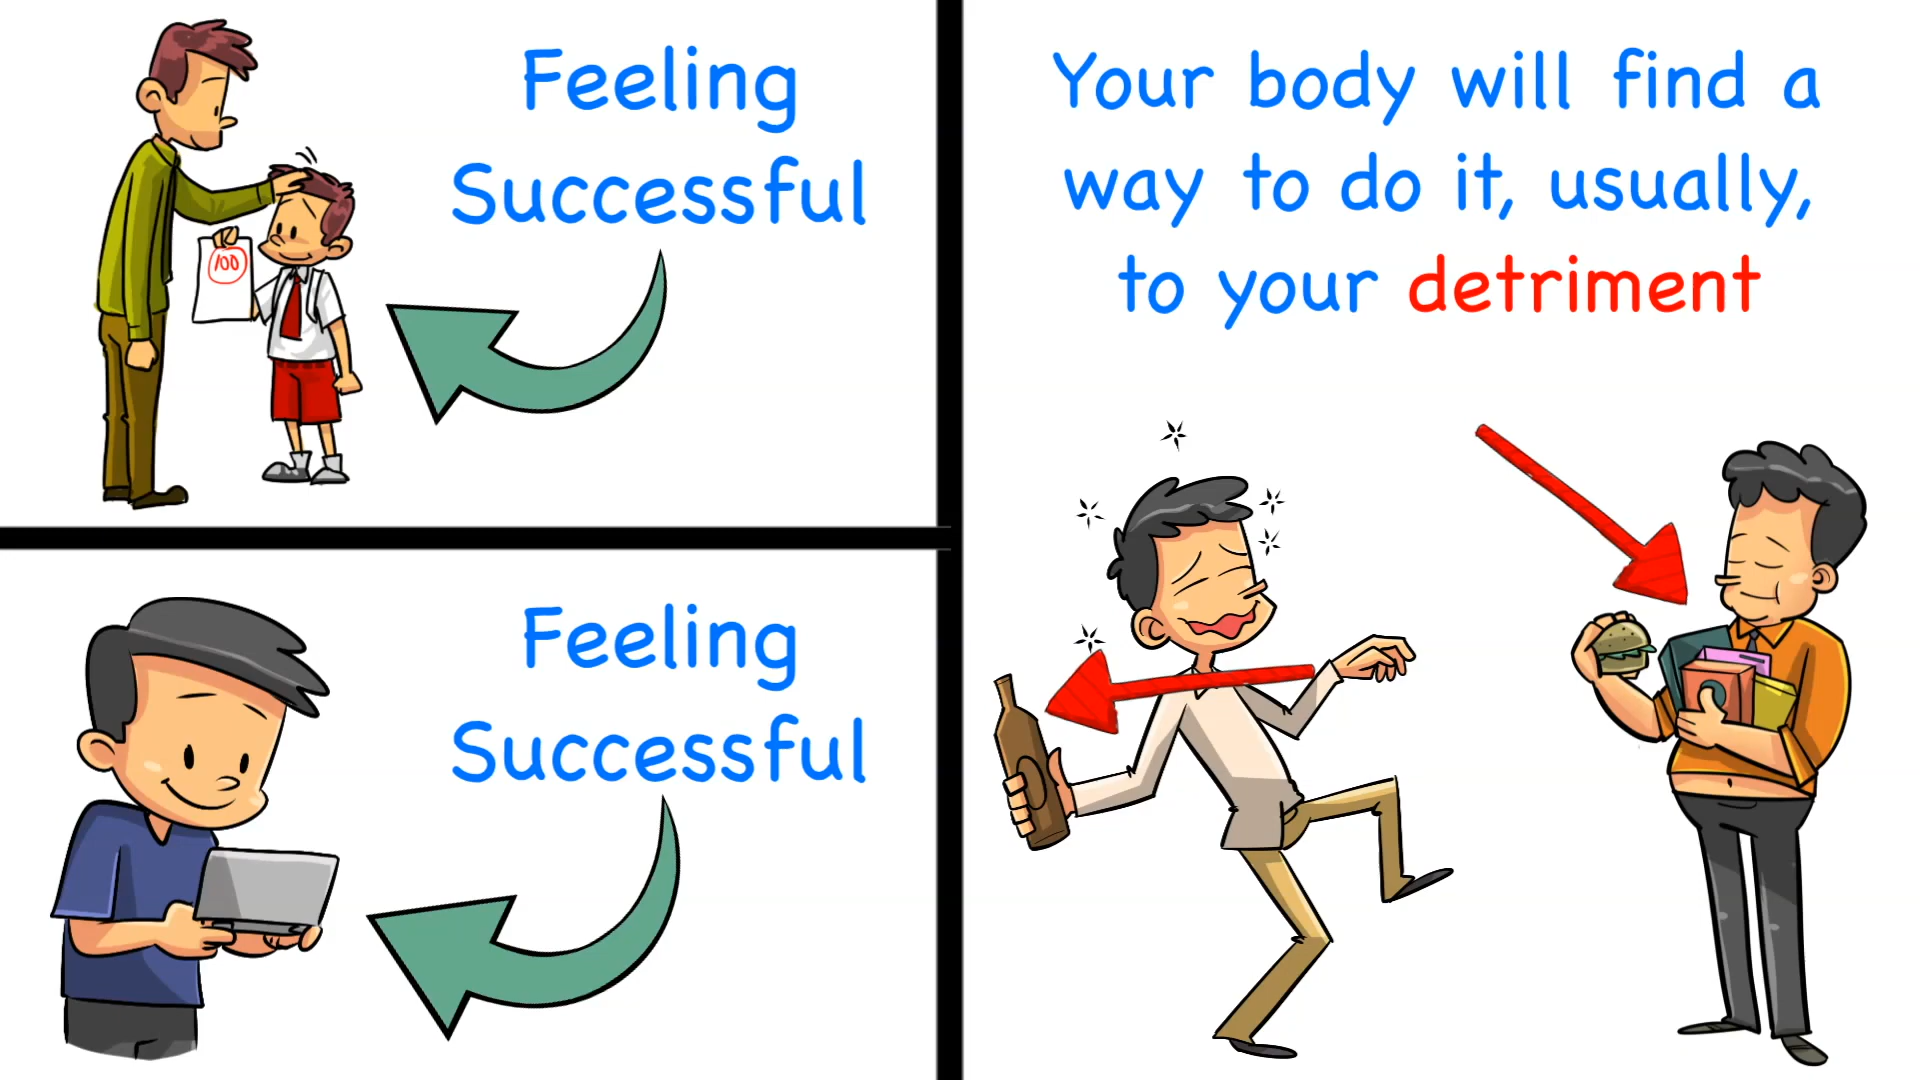 Feeling
Successful
100
Feeling
Successful
Your body will find a
way to do it, usually,
to your detriment